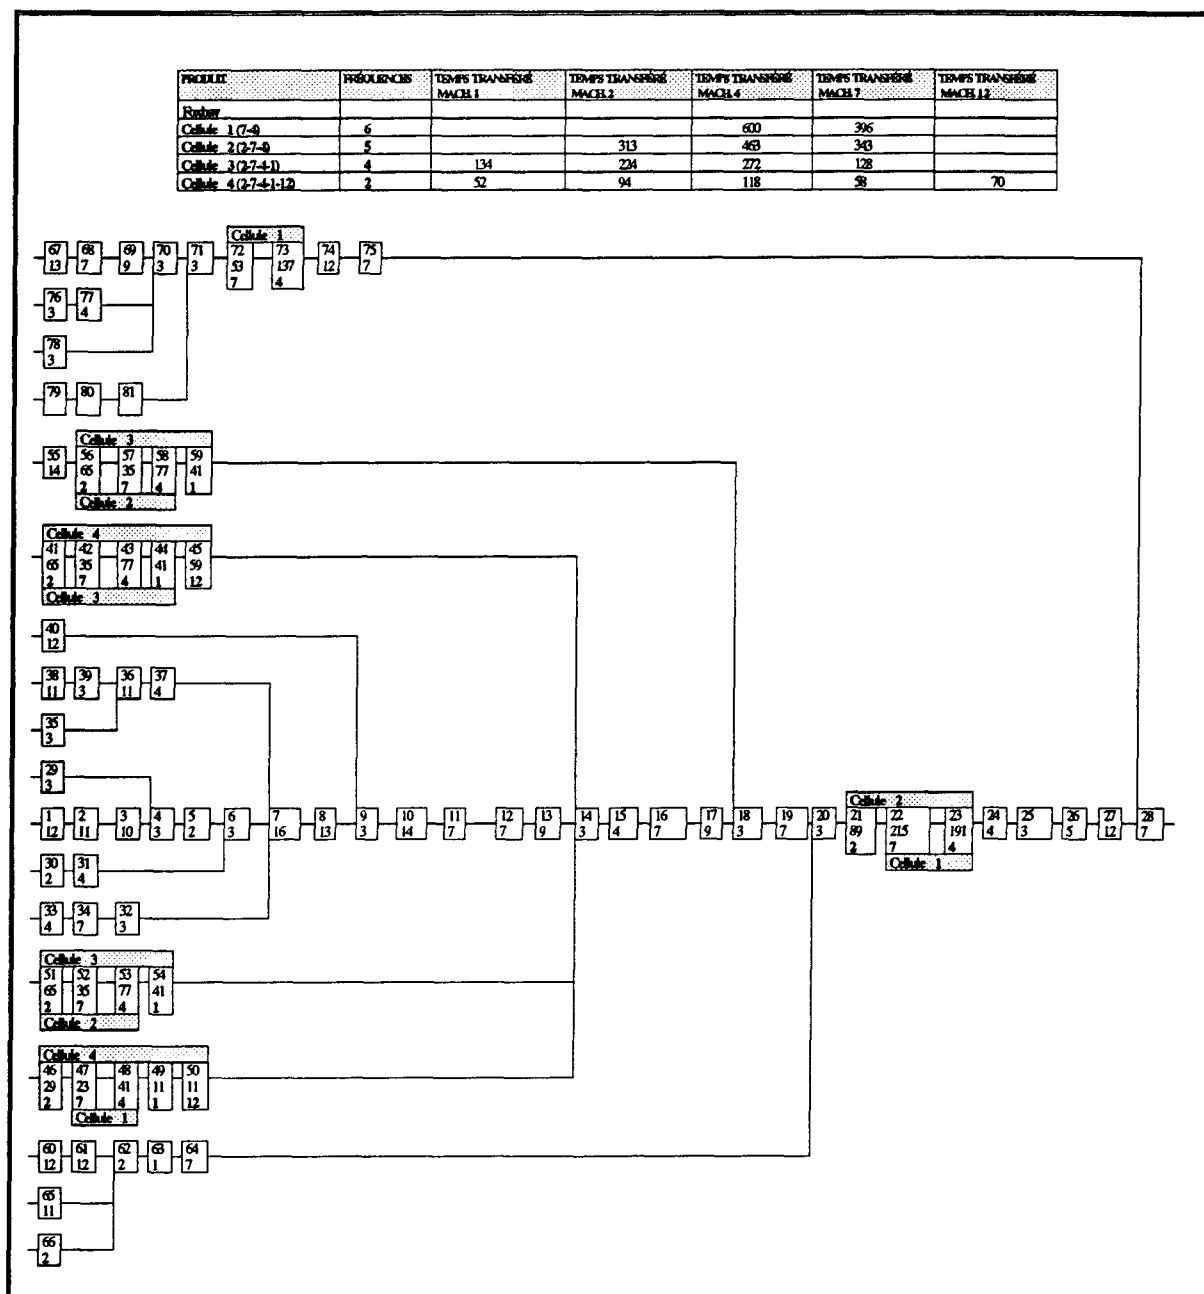 PRODUIT FRÉQUENCES TEMPS TRANSFÉRÉ TEMPS TRANSFÉRÉ TEMPS TRANSFÉRÉ TEMPS TRANSFÉRÉ TEMPS TRANSFÉRÉ
MACH. 1 MACH. 2 MACH. 4 MACH. 7 MACH. 12
Cellule 1 (7-4) 6 600 396
Cellule 2 (2-7-4) 5 313 463 343
Cellule 3 (2-7-4-1) 4 134 224 272 128
Cellule 4 (2-7-4-1-12) 2 52 94 118 58 70
Cellule 1
67 68 69 70 71 72 73 74 75
13 7 9 3 3 53 137 12 7
7 4
76 77
3 4
78
3
79 80 81
Cellule 3
55 56 57 58 59
14 65 35 77 41
2 7 4 1
Cellule 2
Cellule 4
41 42 43 44 45
65 35 77 41 59
2 7 4 1 12
Cellule 3
40
12
38 39 36 37
11 3 11 4
35
3
29
3
Cellule 2
1 2 3 4 5 6 7 8 9 10 11 12 13 14 15 16 17 18 19 20 21 22 23 24 25 26 27 28
12 11 10 3 2 3 16 13 3 14 7 7 9 3 4 7 9 3 7 3 89 215 191 4 3 5 12 7
2 7 4
Cellule 1
30 31
2 4
33 34 32
4 7 3
Cellule 3
51 52 53 54
65 35 77 41
2 7 4 1
Cellule 2
Cellule 4
46 47 48 49 50
29 23 41 11 11
2 7 4 1 12
Cellule 1
60 61 62 63 64
12 12 2 1 7
65
11
66
2